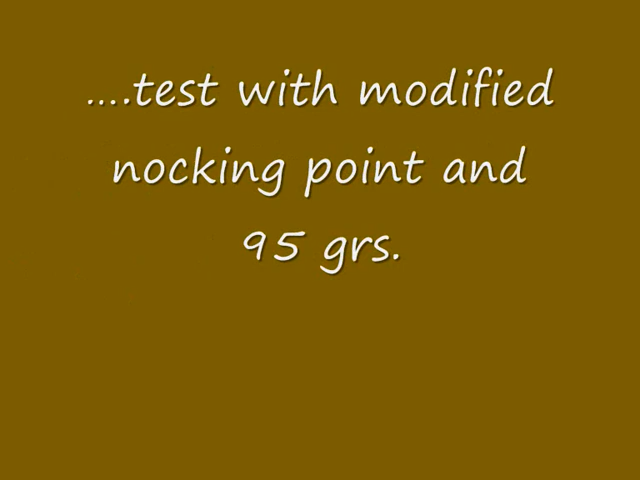 ....test with modified
nocking point and
95 grs.